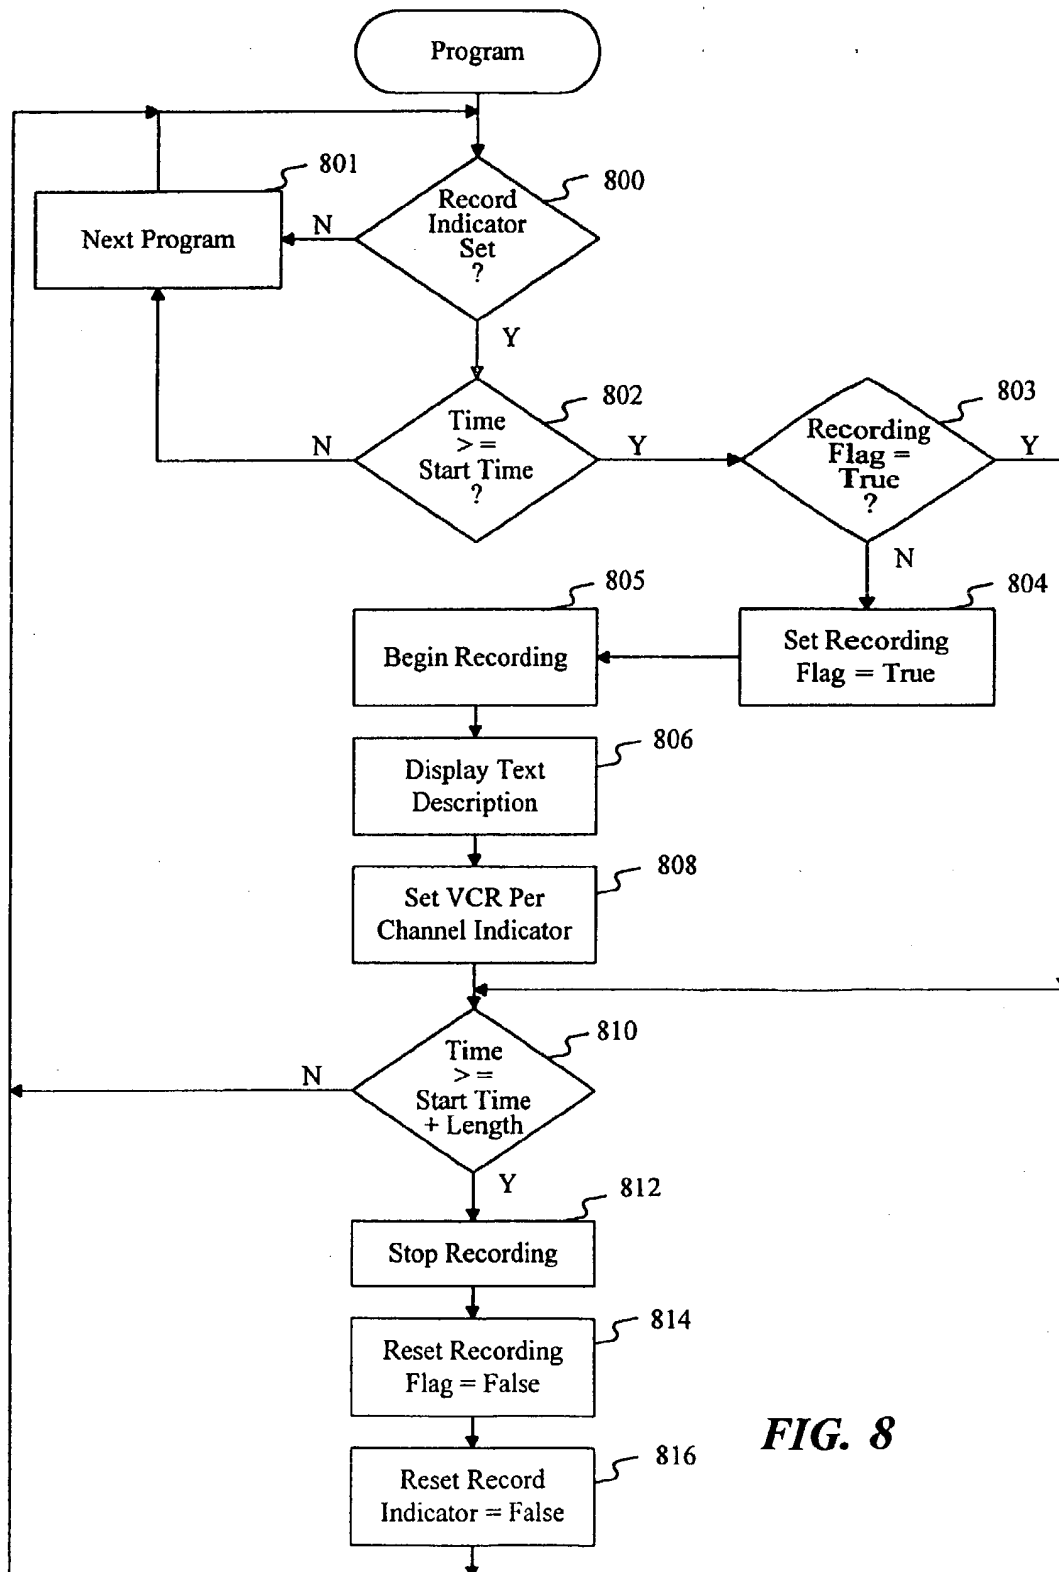 Program
801
800
Record
Indicator
Set
?
N
Next Program
Y
802
803
Time
>=
Start Time
?
N
Y
Recording
Flag =
True
?
Y
N
805
804
Begin Recording
Set Recording
Flag = True
806
Display Text
Description
808
Set VCR Per
Channel Indicator
810
Time
>=
Start Time
+ Length
N
Y
812
Stop Recording
814
Reset Recording
Flag = False
FIG. 8
816
Reset Record
Indicator = False